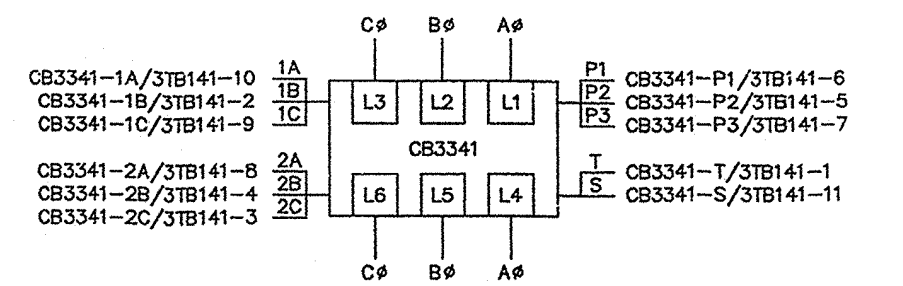 CØ BØ AØ
CB3341-1A/3TB141-10 1A P1 CB3341-P1/3TB141-6
CB3341-1B/3TB141-2 1B L3 L2 L1 P2 CB3341-P2/3TB141-5
CB3341-1C/3TB141-9 1C P3 CB3341-P3/3TB141-7
CB3341
CB3341-2A/3TB141-8 2A T CB3341-T/3TB141-1
CB3341-2B/3TB141-4 2B L6 L5 L4 S CB3341-S/3TB141-11
CB3341-2C/3TB141-3 2C
CØ BØ AØ